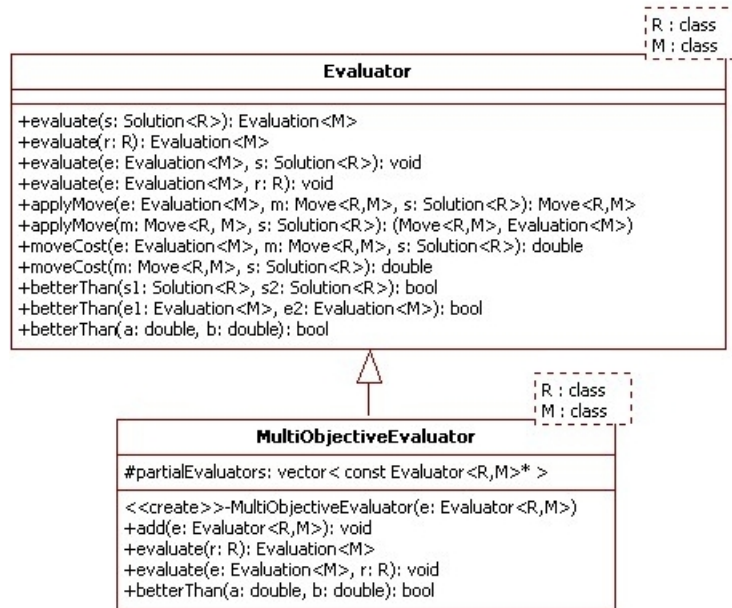 R : class
M : class
Evaluator
+evaluate(s: Solution<R>): Evaluation<M>
+evaluate(r: R): Evaluation<M>
+evaluate(e: Evaluation<M>, s: Solution<R>): void
+evaluate(e: Evaluation<M>, r: R): void
+applyMove(e: Evaluation<M>, m: Move<R,M>, s: Solution<R>): Move<R,M>
+applyMove(m: Move<R, M>, s: Solution<R>): (Move<R,M>, Evaluation<M>)
+moveCost(e: Evaluation<M>, m: Move<R,M>, s: Solution<R>): double
+moveCost(m: Move<R,M>, s: Solution<R>): double
+betterThan(s1: Solution<R>, s2: Solution<R>): bool
+betterThan(e1: Evaluation<M>, e2: Evaluation<M>): bool
+betterThan(a: double, b: double): bool
R : class
M : class
MultiObjectiveEvaluator
#partialEvaluators: vector< const Evaluator<R,M>* >
<<create>>-MultiObjectiveEvaluator(e: Evaluator<R,M>)
+add(e: Evaluator<R,M>): void
+evaluate(r: R): Evaluation<M>
+evaluate(e: Evaluation<M>, r: R): void
+betterThan(a: double, b: double): bool